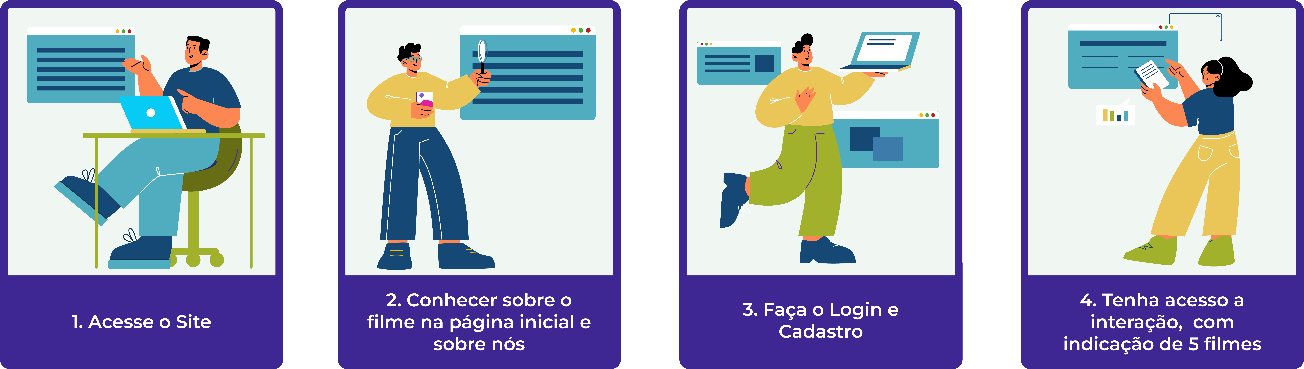 1. Acesse o Site
2. Conhecer sobre o
filme na página inicial e
sobre nós
3. Faça o Login e
Cadastro
4. Tenha acesso a
interação, com
indicação de 5 filmes